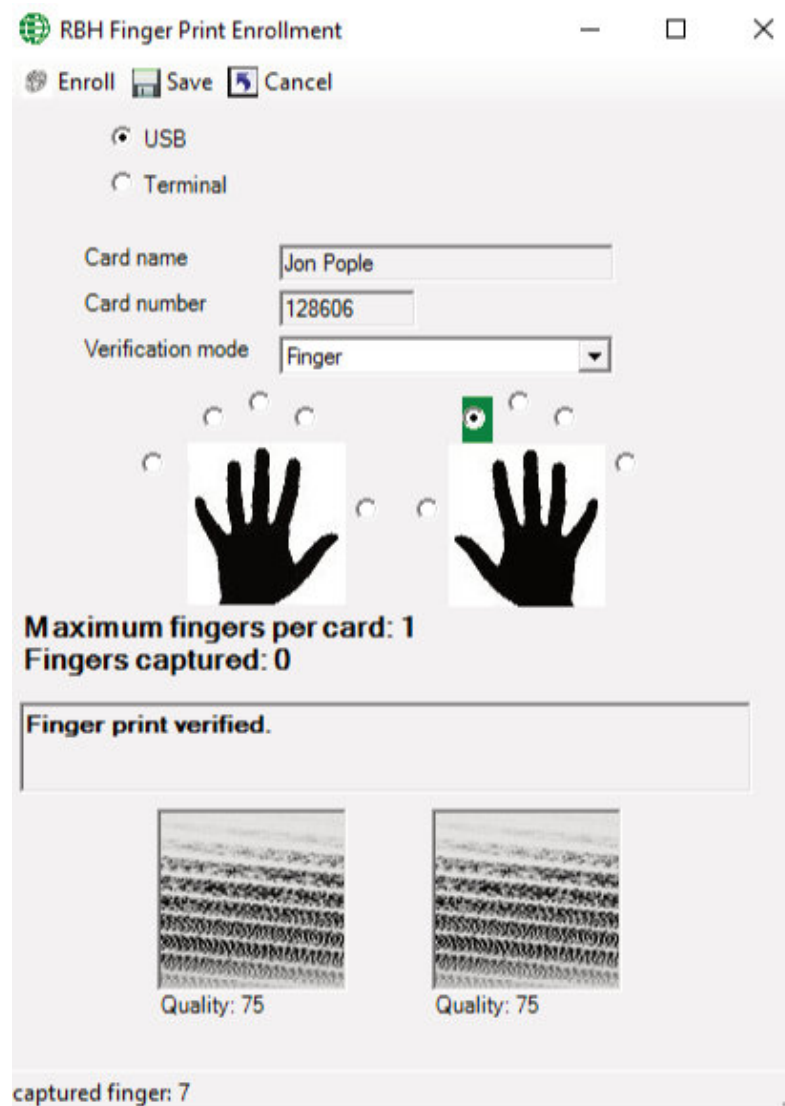 RBH Finger Print Enrollment
Enroll Save Cancel
USB
Terminal
Card name Jon Pople
Card number 128606
Verification mode Finger
Maximum fingers per card: 1
Fingers captured: 0
Finger print verified.
Quality: 75 Quality: 75
captured finger: 7